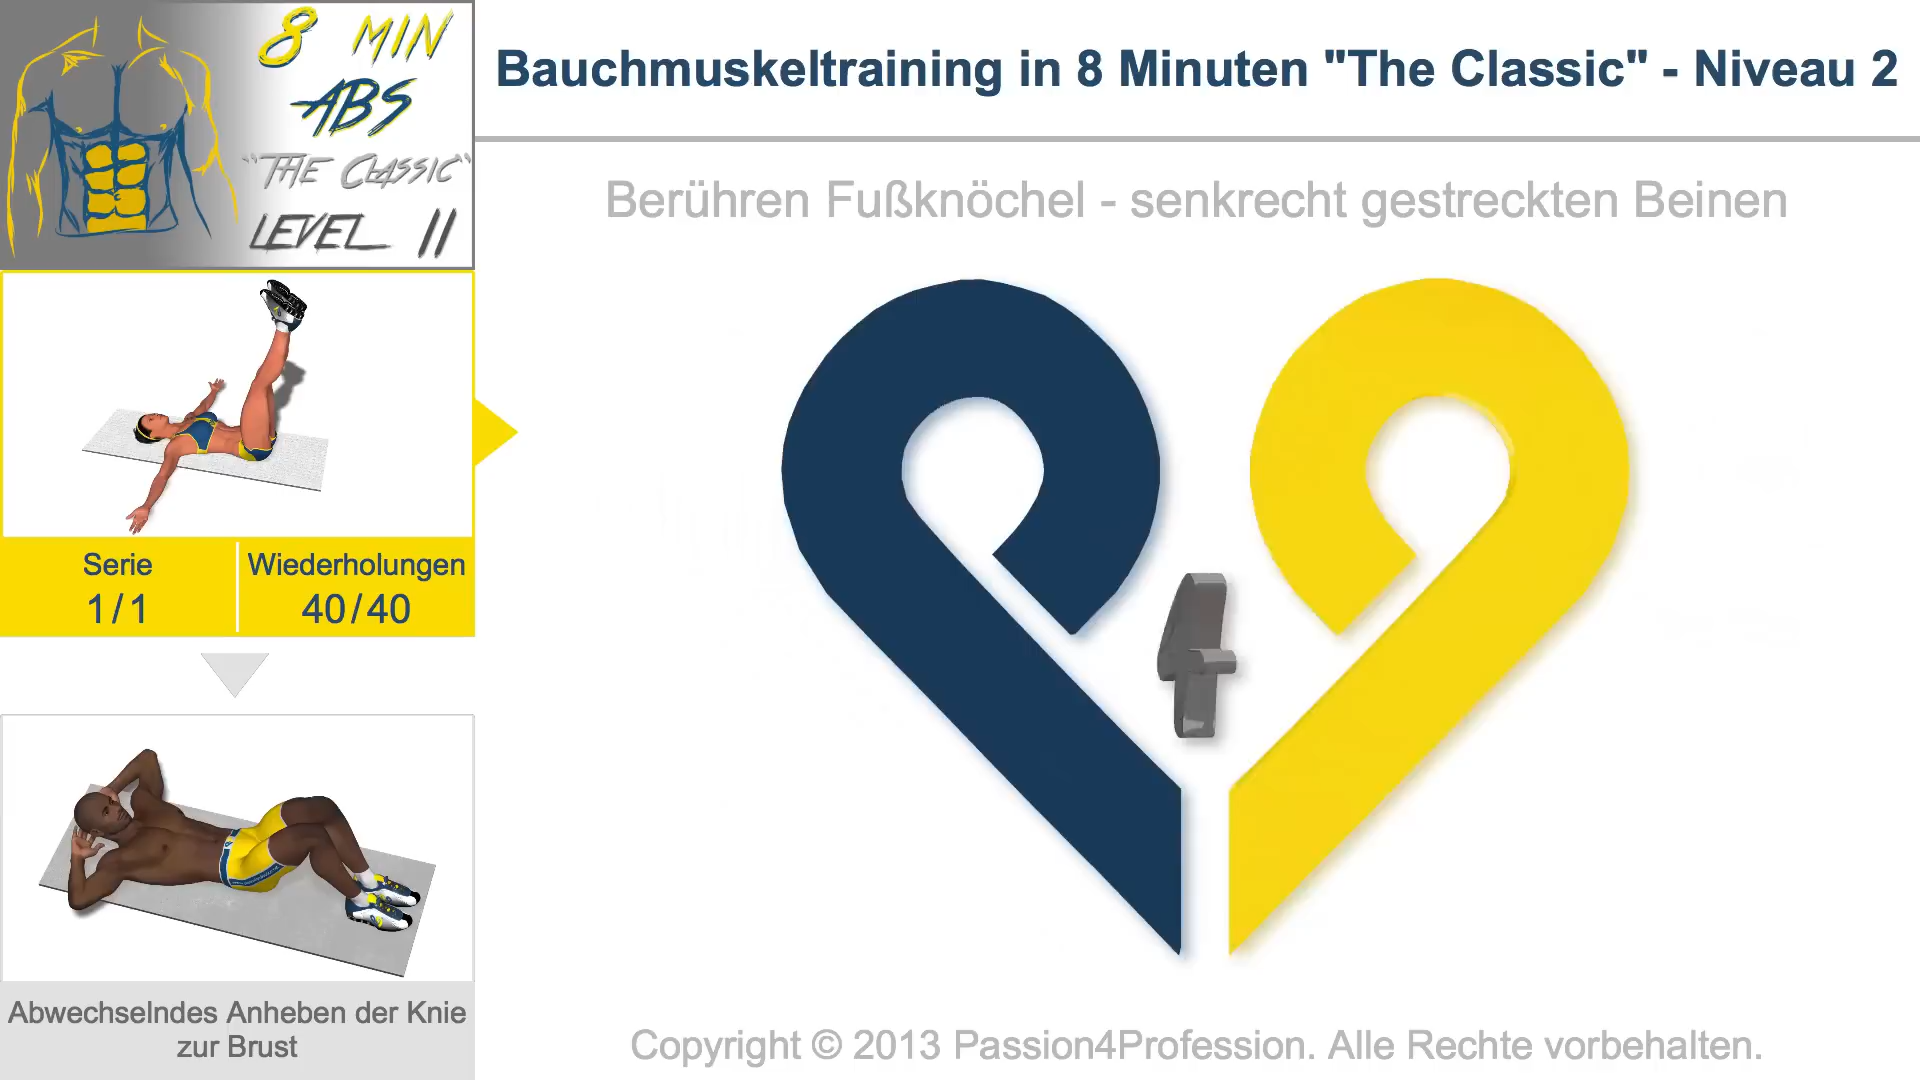 8 MIN
ABS
"THE CLASSIC"
LEVEL II
Bauchmuskeltraining in 8 Minuten "The Classic" - Niveau 2
Berühren Fußknöchel - senkrecht gestreckten Beinen
Serie
1/1
Wiederholungen
40/40
4
Abwechselndes Anheben der Knie
zur Brust
Copyright © 2013 Passion4Profession. Alle Rechte vorbehalten.